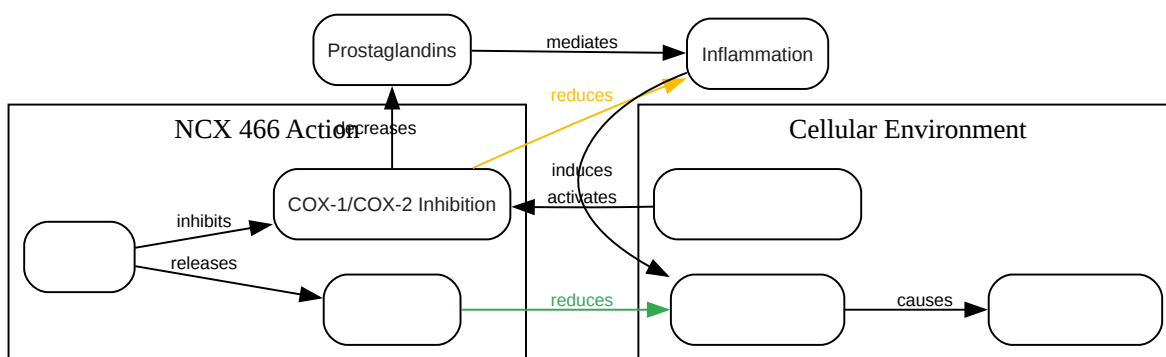 mediates
Prostaglandins
Inflammation
reduces
NCX 466 Action
decreases
Cellular Environment
induces
activates
COX-1/COX-2 Inhibition
inhibits
releases
reduces
causes